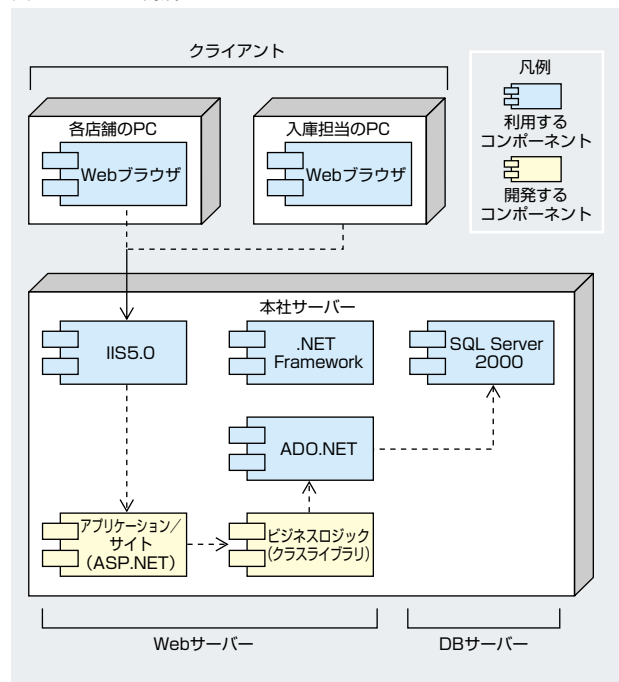 クライアント
凡例
利用する
コンポーネント
開発する
コンポーネント
各店舗のPC
Webブラウザ
入庫担当のPC
Webブラウザ
本社サーバー
IIS5.0
.NET
Framework
SQL Server
2000
ADO.NET
アプリケーション／
サイト
（ASP.NET）
ビジネスロジック
（クラスライブラリ）
Webサーバー
DBサーバー